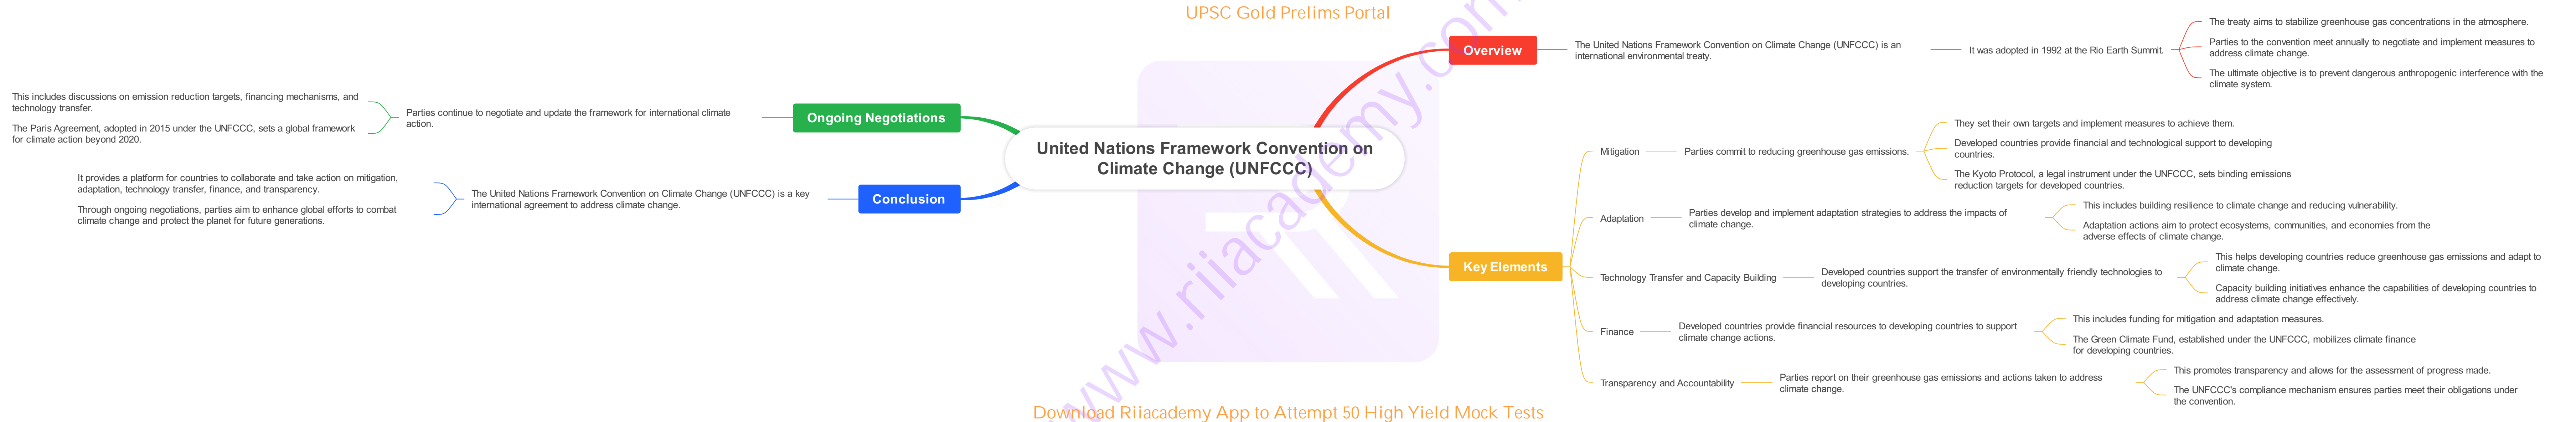 UPSC Gold Prelims Portal
United Nations Framework Convention on
Climate Change (UNFCCC)
Overview
The United Nations Framework Convention on Climate Change (UNFCCC) is an
international environmental treaty.
It was adopted in 1992 at the Rio Earth Summit.
The treaty aims to stabilize greenhouse gas concentrations in the atmosphere.
Parties to the convention meet annually to negotiate and implement measures to
address climate change.
The ultimate objective is to prevent dangerous anthropogenic interference with the
climate system.
Key Elements
Mitigation
Parties commit to reducing greenhouse gas emissions.
They set their own targets and implement measures to achieve them.
Developed countries provide financial and technological support to developing
countries.
The Kyoto Protocol, a legal instrument under the UNFCCC, sets binding emissions
reduction targets for developed countries.
Adaptation
Parties develop and implement adaptation strategies to address the impacts of
climate change.
This includes building resilience to climate change and reducing vulnerability.
Adaptation actions aim to protect ecosystems, communities, and economies from the
adverse effects of climate change.
Technology Transfer and Capacity Building
Developed countries support the transfer of environmentally friendly technologies to
developing countries.
This helps developing countries reduce greenhouse gas emissions and adapt to
climate change.
Capacity building initiatives enhance the capabilities of developing countries to
address climate change effectively.
Finance
Developed countries provide financial resources to developing countries to support
climate change actions.
This includes funding for mitigation and adaptation measures.
The Green Climate Fund, established under the UNFCCC, mobilizes climate finance
for developing countries.
Transparency and Accountability
Parties report on their greenhouse gas emissions and actions taken to address
climate change.
This promotes transparency and allows for the assessment of progress made.
The UNFCCC's compliance mechanism ensures parties meet their obligations under
the convention.
Ongoing Negotiations
Parties continue to negotiate and update the framework for international climate
action.
This includes discussions on emission reduction targets, financing mechanisms, and
technology transfer.
The Paris Agreement, adopted in 2015 under the UNFCCC, sets a global framework
for climate action beyond 2020.
Conclusion
The United Nations Framework Convention on Climate Change (UNFCCC) is a key
international agreement to address climate change.
It provides a platform for countries to collaborate and take action on mitigation,
adaptation, technology transfer, finance, and transparency.
Through ongoing negotiations, parties aim to enhance global efforts to combat
climate change and protect the planet for future generations.
www.riiacademy.com
Download Riiacademy App to Attempt 50 High Yield Mock Tests